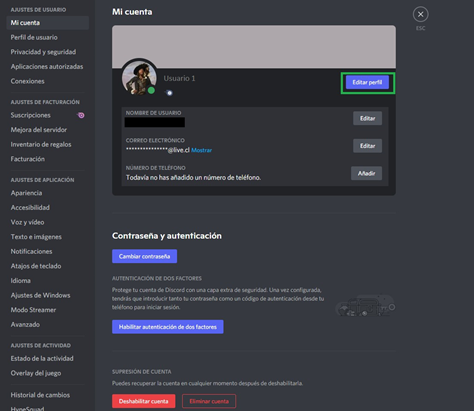 AJUSTES DE USUARIO
Mi cuenta
Perfil de usuario
Privacidad y seguridad
Aplicaciones autorizadas
Conexiones
AJUSTES DE FACTURACIÓN
Suscripciones
Mejora del servidor
Inventario de regalos
Facturación
AJUSTES DE APLICACIÓN
Apariencia
Accesibilidad
Voz y vídeo
Texto e imágenes
Notificaciones
Atajos de teclado
Idioma
Ajustes de Windows
Modo Streamer
Avanzado
AJUSTES DE ACTIVIDAD
Estado de la actividad
Overlay del juego
Historial de cambios
HypeSquad
Mi cuenta
ESC
Usuario 1
Editar perfil
NOMBRE DE USUARIO
Editar
CORREO ELECTRÓNICO
***************@live.cl Mostrar
Editar
NÚMERO DE TELÉFONO
Todavía no has añadido un número de teléfono.
Añadir
Contraseña y autenticación
Cambiar contraseña
AUTENTICACIÓN DE DOS FACTORES
Protege tu cuenta de Discord con una capa extra de seguridad. Una vez configurada,
tendrás que introducir tanto tu contraseña como un código de autenticación desde tu
teléfono para iniciar sesión.
Habilitar autenticación de dos factores
SUPRESIÓN DE CUENTA
Puedes recuperar la cuenta en cualquier momento después de deshabilitarla.
Deshabilitar cuenta
Eliminar cuenta